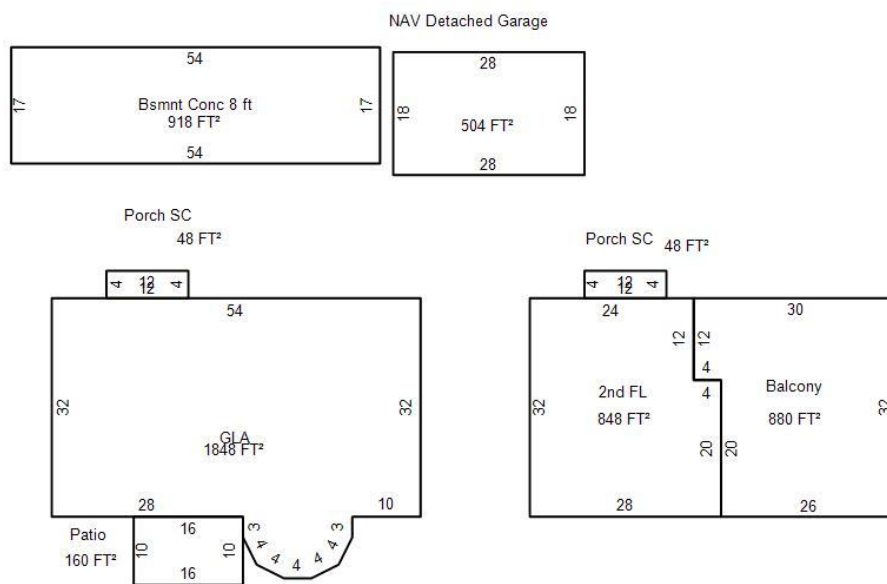 NAV Detached Garage
54
17
Bsmnt Conc 8 ft
17
918 FT²
54
28
18
504 FT²
18
28
Porch SC
48 FT²
4
12
4
12
54
32
32
GLA
1848 FT²
28
10
Patio
160 FT²
16
10
10
16
3
4
4
4
4
4
3
Porch SC
48 FT²
4
12
4
12
24
30
12
12
4
4
32
2nd FL
848 FT²
Balcony
880 FT²
32
20
20
28
26